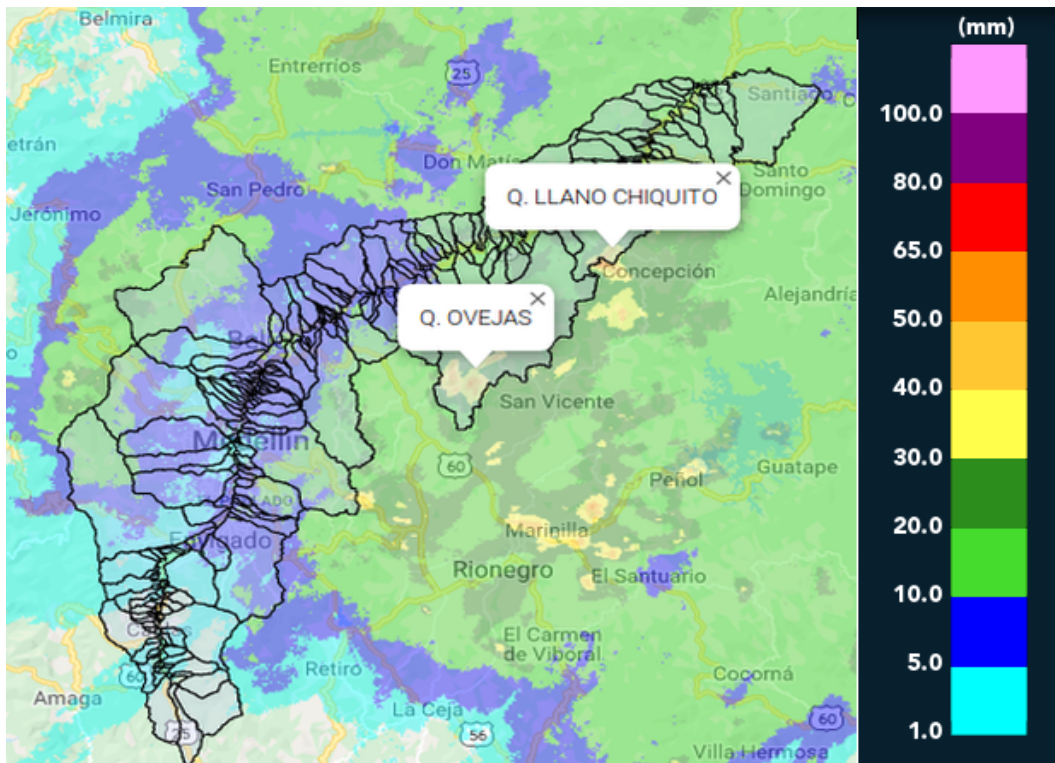 Belmira
Entrerríos
25
Santiago
etrán
Don Matía
Santo
Domingo
San Pedro
Q. LLANO CHIQUITO
Jerónimo
Concepción
Alejandría
Q. OVEJAS
o
San Vicente
Medellín
60
Guatape
Peñol
Marinilla
Envigado
Rionegro
El Santuario
El Carmen
de Viboral
Retiro
60
Cocorná
Amaga
La Ceja
25
56
60
Villa Hermosa
(mm)
100.0
80.0
65.0
50.0
40.0
30.0
20.0
10.0
5.0
1.0